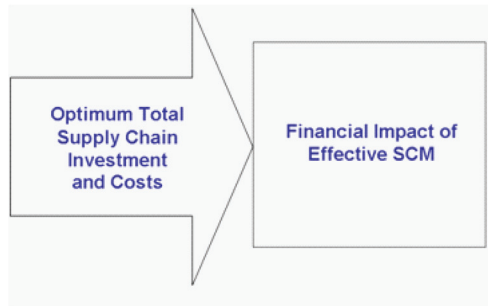 Optimum Total
Supply Chain
Investment
and Costs
Financial Impact of
Effective SCM